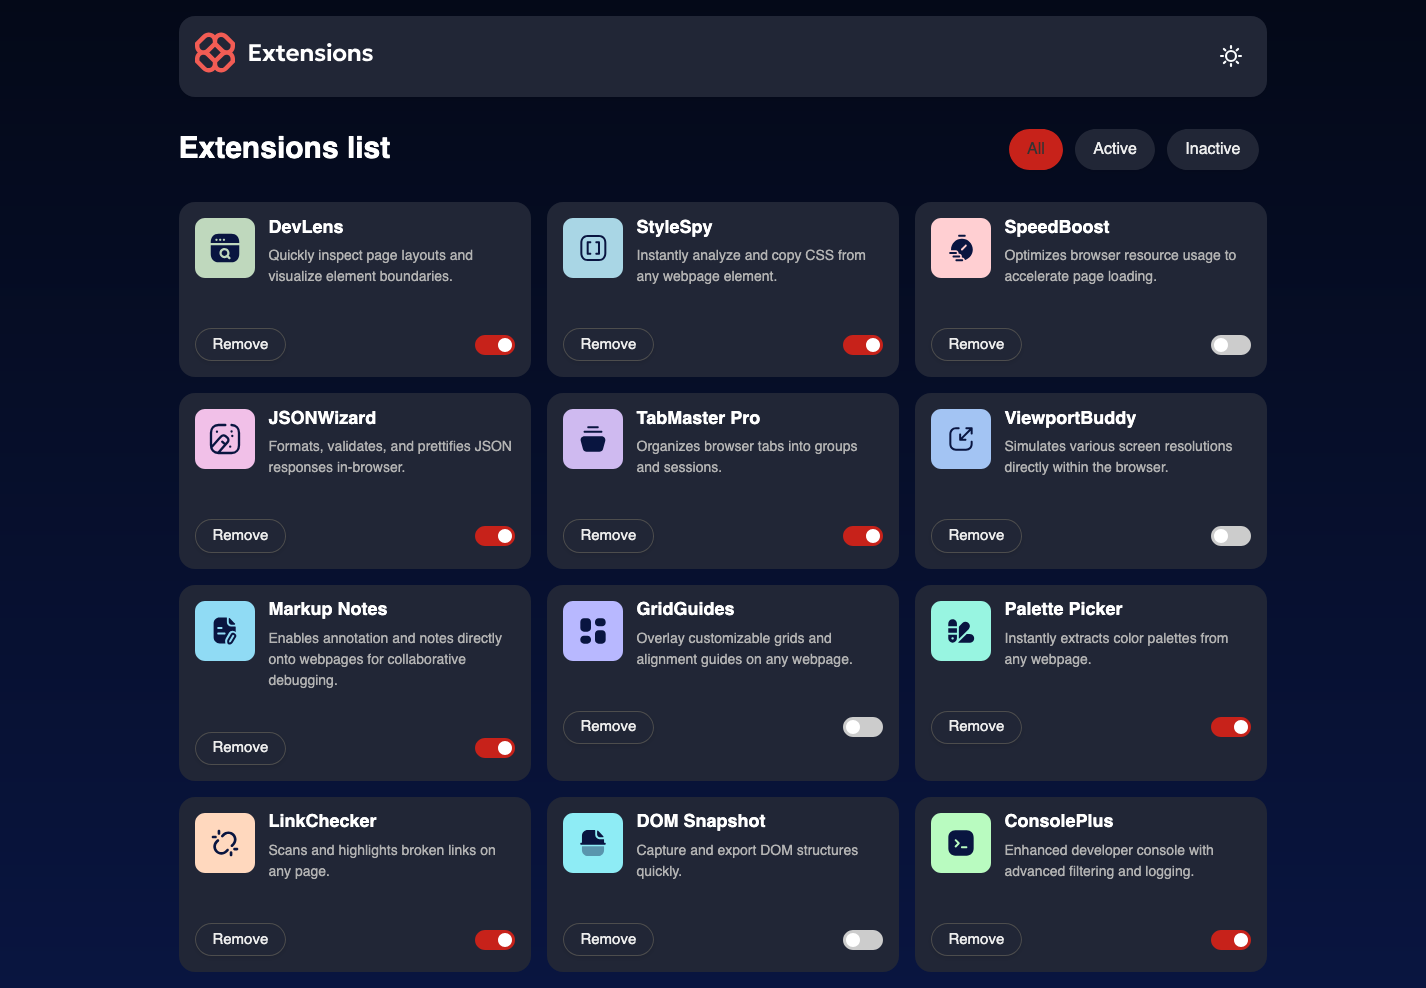 Extensions
Extensions list
All
Active
Inactive
DevLens
Quickly inspect page layouts and
visualize element boundaries.
Remove
StyleSpy
Instantly analyze and copy CSS from
any webpage element.
Remove
SpeedBoost
Optimizes browser resource usage to
accelerate page loading.
Remove
JSONWizard
Formats, validates, and prettifies JSON
responses in-browser.
Remove
TabMaster Pro
Organizes browser tabs into groups
and sessions.
Remove
ViewportBuddy
Simulates various screen resolutions
directly within the browser.
Remove
Markup Notes
Enables annotation and notes directly
onto webpages for collaborative
debugging.
Remove
GridGuides
Overlay customizable grids and
alignment guides on any webpage.
Remove
Palette Picker
Instantly extracts color palettes from
any webpage.
Remove
LinkChecker
Scans and highlights broken links on
any page.
Remove
DOM Snapshot
Capture and export DOM structures
quickly.
Remove
ConsolePlus
Enhanced developer console with
advanced filtering and logging.
Remove